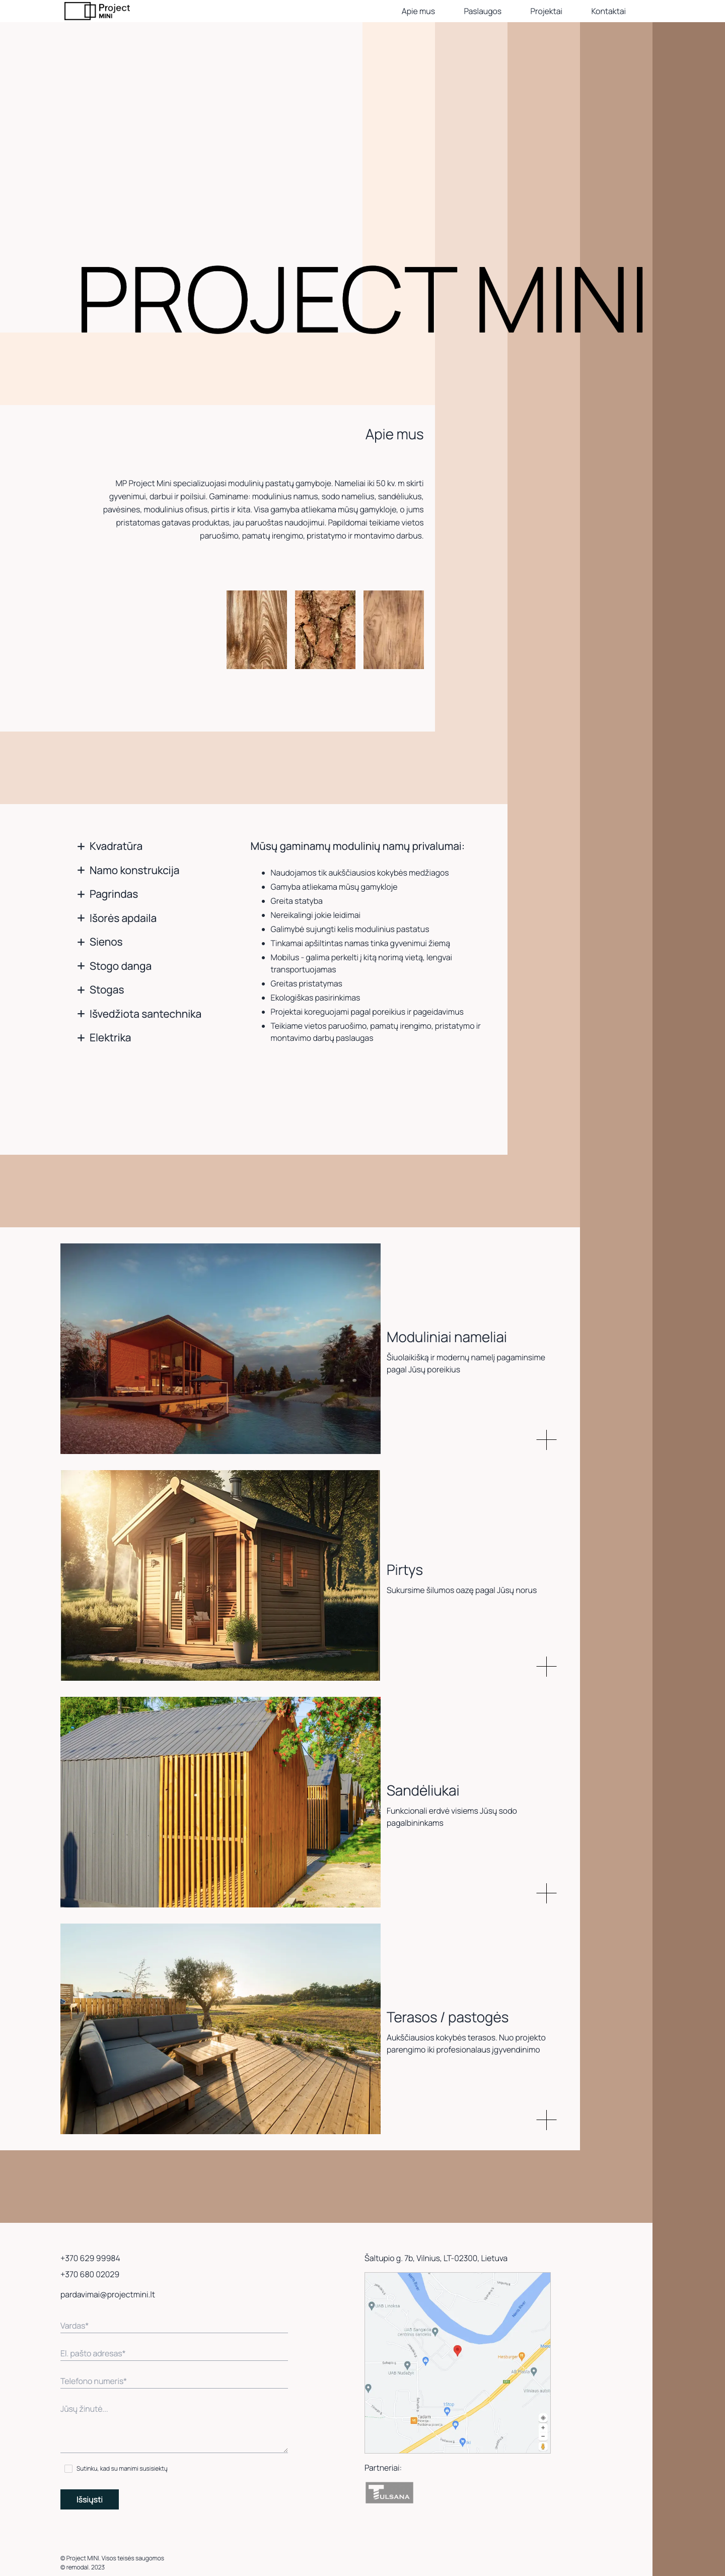 Project
MINI
Apie mus
Paslaugos
Projektai
Kontaktai
PROJECT MINI
Apie mus
MP Project Mini specializuojasi modulinių pastatų gamyboje. Nameliai iki 50 kv. m skirti
gyvenimui, darbui ir poilsiui. Gaminame: modulinius namus, sodo namelius, sandėliukus,
pavėsines, modulinius ofisus, pirtis ir kita. Visa gamyba atliekama mūsų gamykloje, o jums
pristatomas gatavas produktas, jau paruoštas naudojimui. Papildomai teikiame vietos
paruošimo, pamatų įrengimo, pristatymo ir montavimo darbus.
+ Kvadratūra
+ Namo konstrukcija
+ Pagrindas
+ Išorės apdaila
+ Sienos
+ Stogo danga
+ Stogas
+ Išvedžiota santechnika
+ Elektrika
Mūsų gaminamų modulinių namų privalumai:
• Naudojamos tik aukščiausios kokybės medžiagos
• Gamyba atliekama mūsų gamykloje
• Greita statyba
• Nereikalingi jokie leidimai
• Galimybė sujungti kelis modulinius pastatus
• Tinkamai apšiltintas namas tinka gyvenimui žiemą
• Mobilus - galima perkelti į kitą norimą vietą, lengvai
transportuojamas
• Greitas pristatymas
• Ekologiškas pasirinkimas
• Projektai koreguojami pagal poreikius ir pageidavimus
• Teikiame vietos paruošimo, pamatų įrengimo, pristatymo ir
montavimo darbų paslaugas
Moduliniai nameliai
Šiuolaikišką ir modernų namelį pagaminsime
pagal Jūsų poreikius
Pirtys
Sukursime šilumos oazę pagal Jūsų norus
Sandėliukai
Funkcionali erdvė visiems Jūsų sodo
pagalbininkams
Terasos / pastogės
Aukščiausios kokybės terasos. Nuo projekto
parengimo iki profesionalaus įgyvendinimo
+370 629 99984
+370 680 02029
pardavimai@projectmini.lt
Vardas*
El. pašto adresas*
Telefono numeris*
Jūsų žinutė...
Sutinku, kad su manimi susisiektų
Išsiųsti
Šaltupio g. 7b, Vilnius, LT-02300, Lietuva
Partneriai:
TULSANA
© Project MINI. Visos teisės saugomos
© remodal. 2023